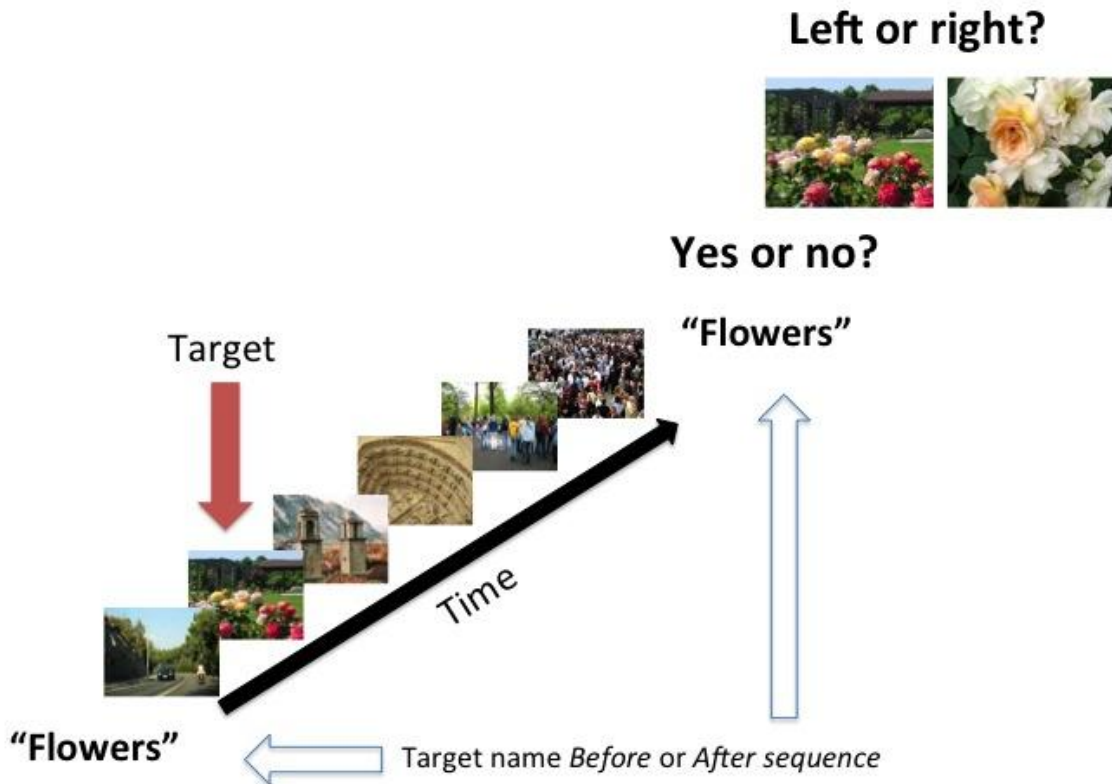 Left or right?
Yes or no?
“Flowers”
Target
Time
“Flowers”
Target name Before or After sequence